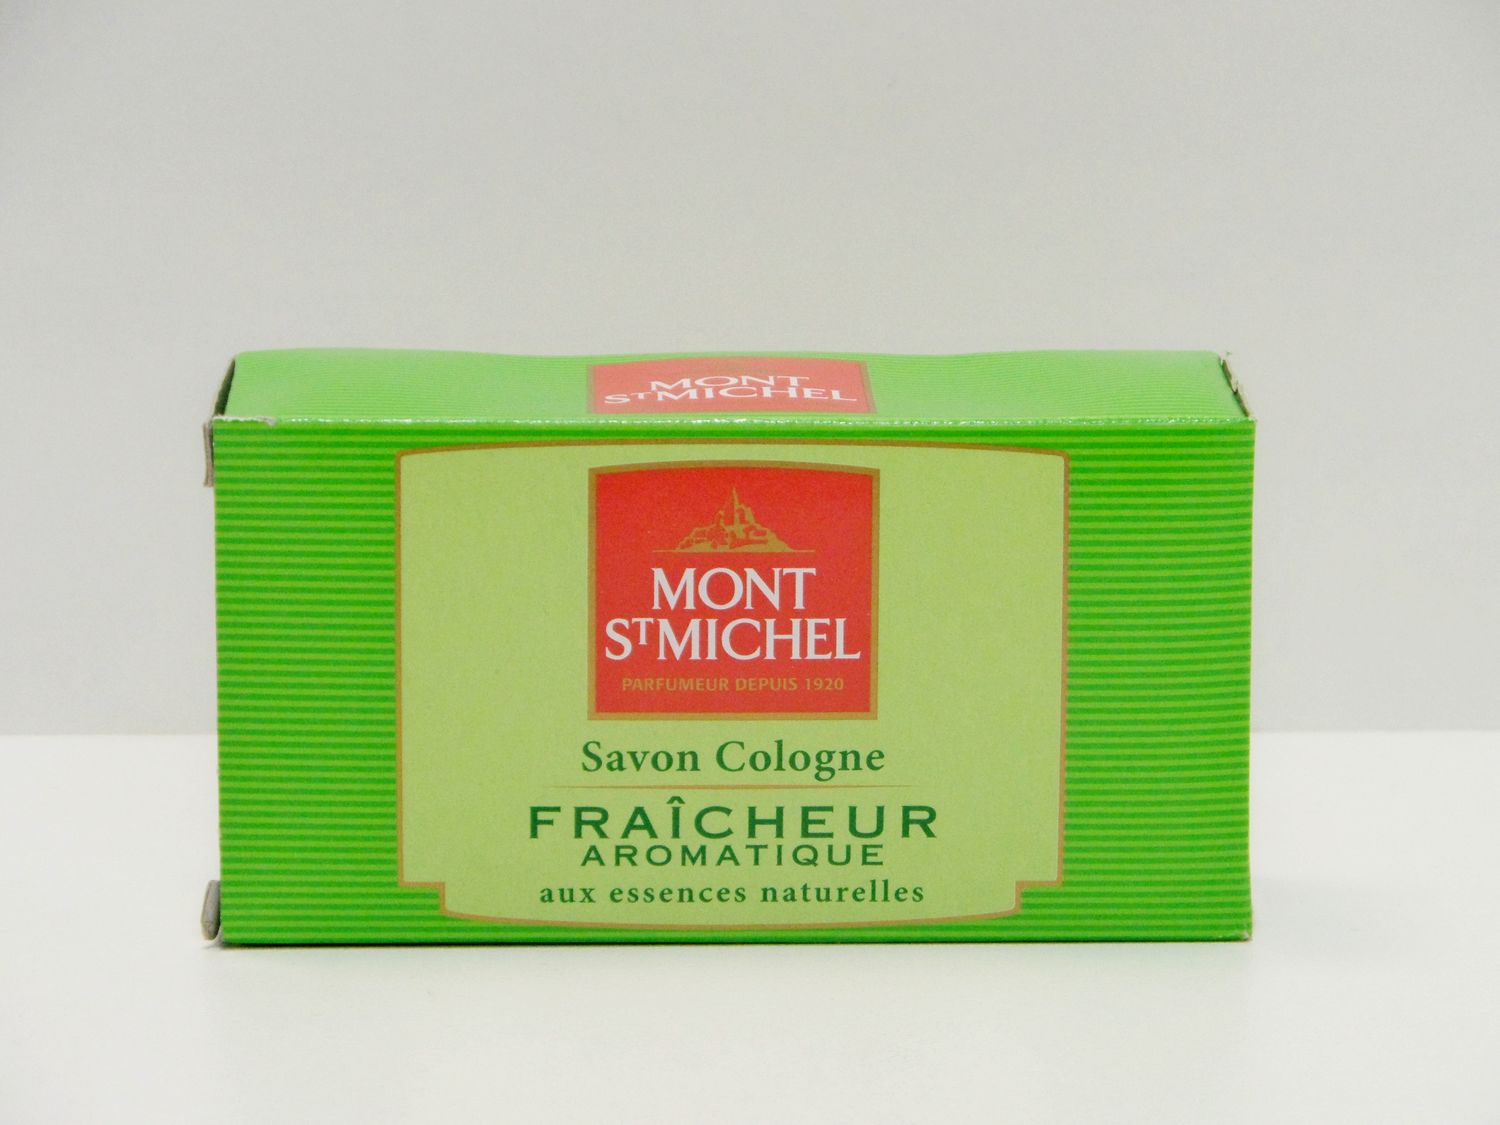 MONT
STMICHEL
MONT
STMICHEL
PARFUMEUR DEPUIS 1920
Savon Cologne
FRAÎCHEUR
AROMATIQUE
aux essences naturelles